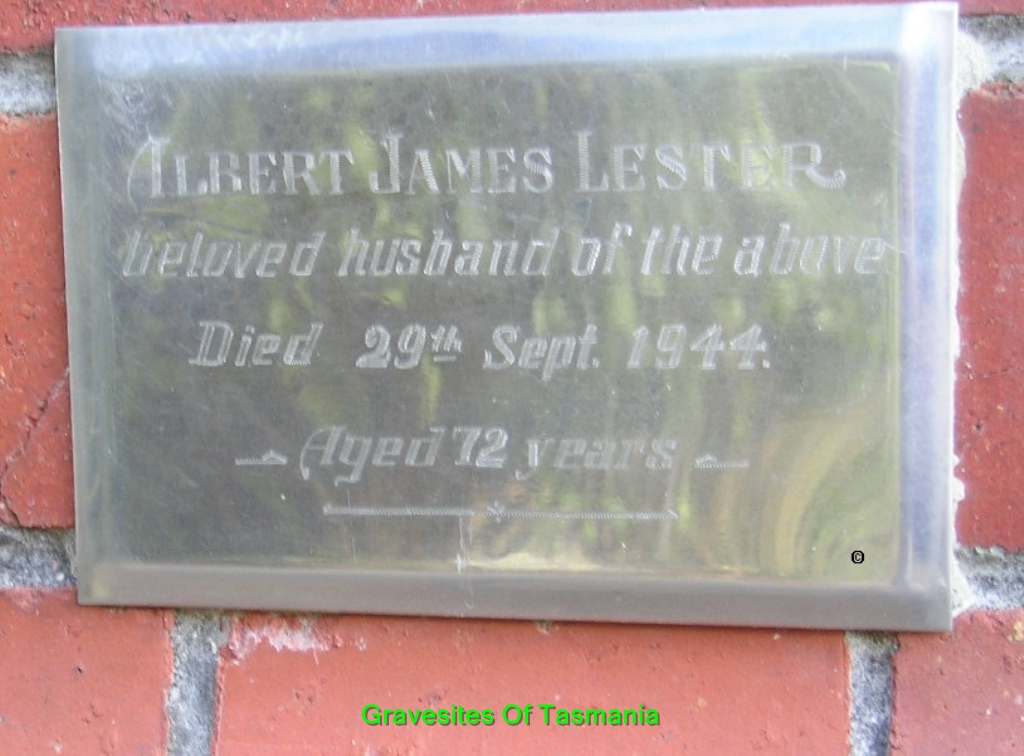 ALBERT JAMES LESTER
beloved husband of the above
Died 29th Sept. 1944.
Aged 72 years
©
Gravesites Of Tasmania